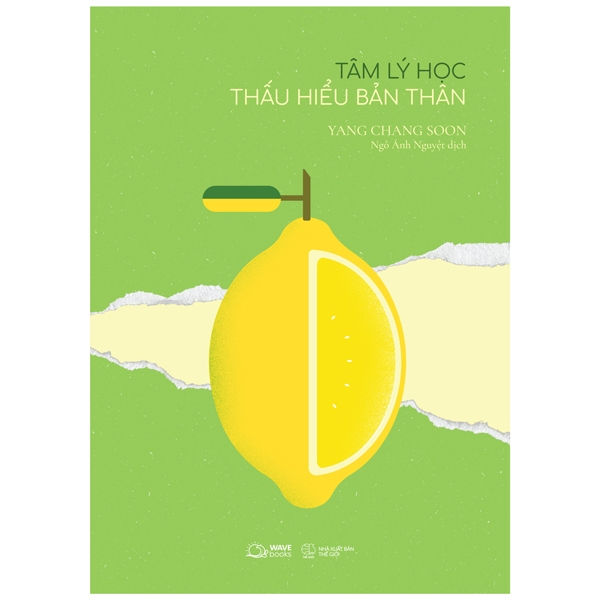 TÂM LÝ HỌC
THẤU HIỂU BẢN THÂN
YANG CHANG SOON
Ngô Ánh Nguyệt dịch
WAVE
books
NHÀ XUẤT BẢN
THẾ GIỚI